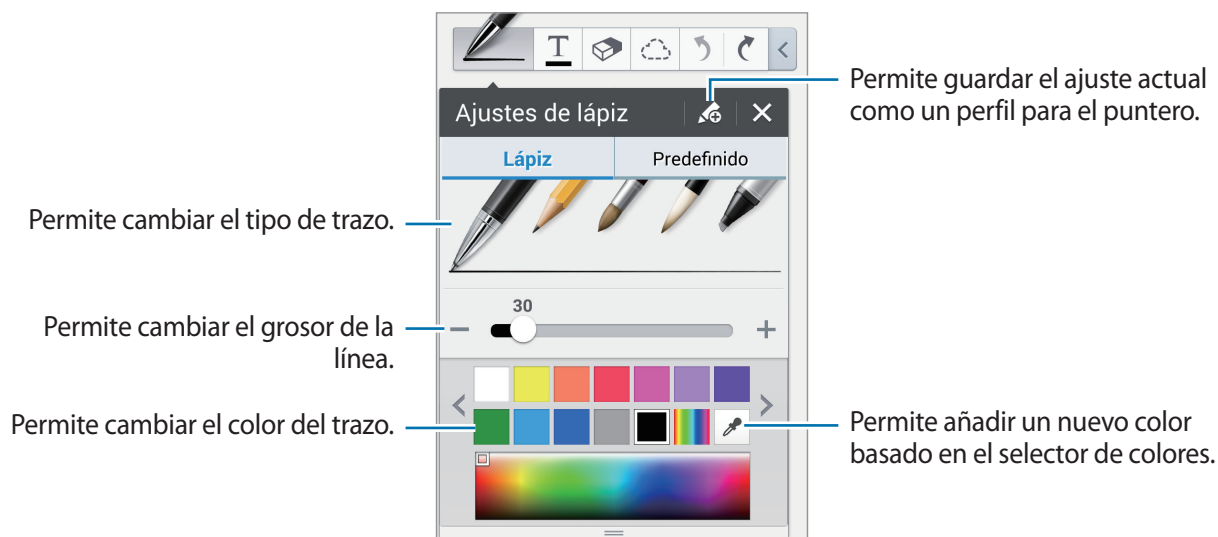 T
Ajustes de lápiz
Permite guardar el ajuste actual
como un perfil para el puntero.
Lápiz
Predefinido
Permite cambiar el tipo de trazo.
30
Permite cambiar el grosor de la
línea.
Permite cambiar el color del trazo.
Permite añadir un nuevo color
basado en el selector de colores.